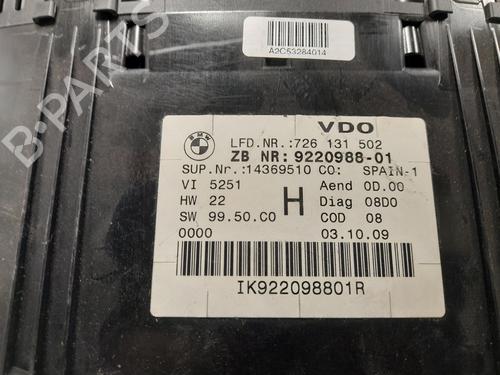 A2C53284014
B-PARTS
BMW
VDO
LFD.NR.:726 131 502
ZB NR: 9220988-01
SUP.Nr.:14369510 CO: SPAIN-1
VI 5251 Aend 0D.00
HW 22 H Diag 08D0
SW 99.50.C0 COD 08
0000 03.10.09
IK922098801R